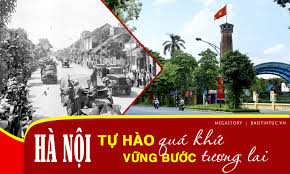 MEGASTORY | BAOTINTUC.VN
HÀ NỘI
TỰ HÀO quá khứ
VỮNG BƯỚC tương lai